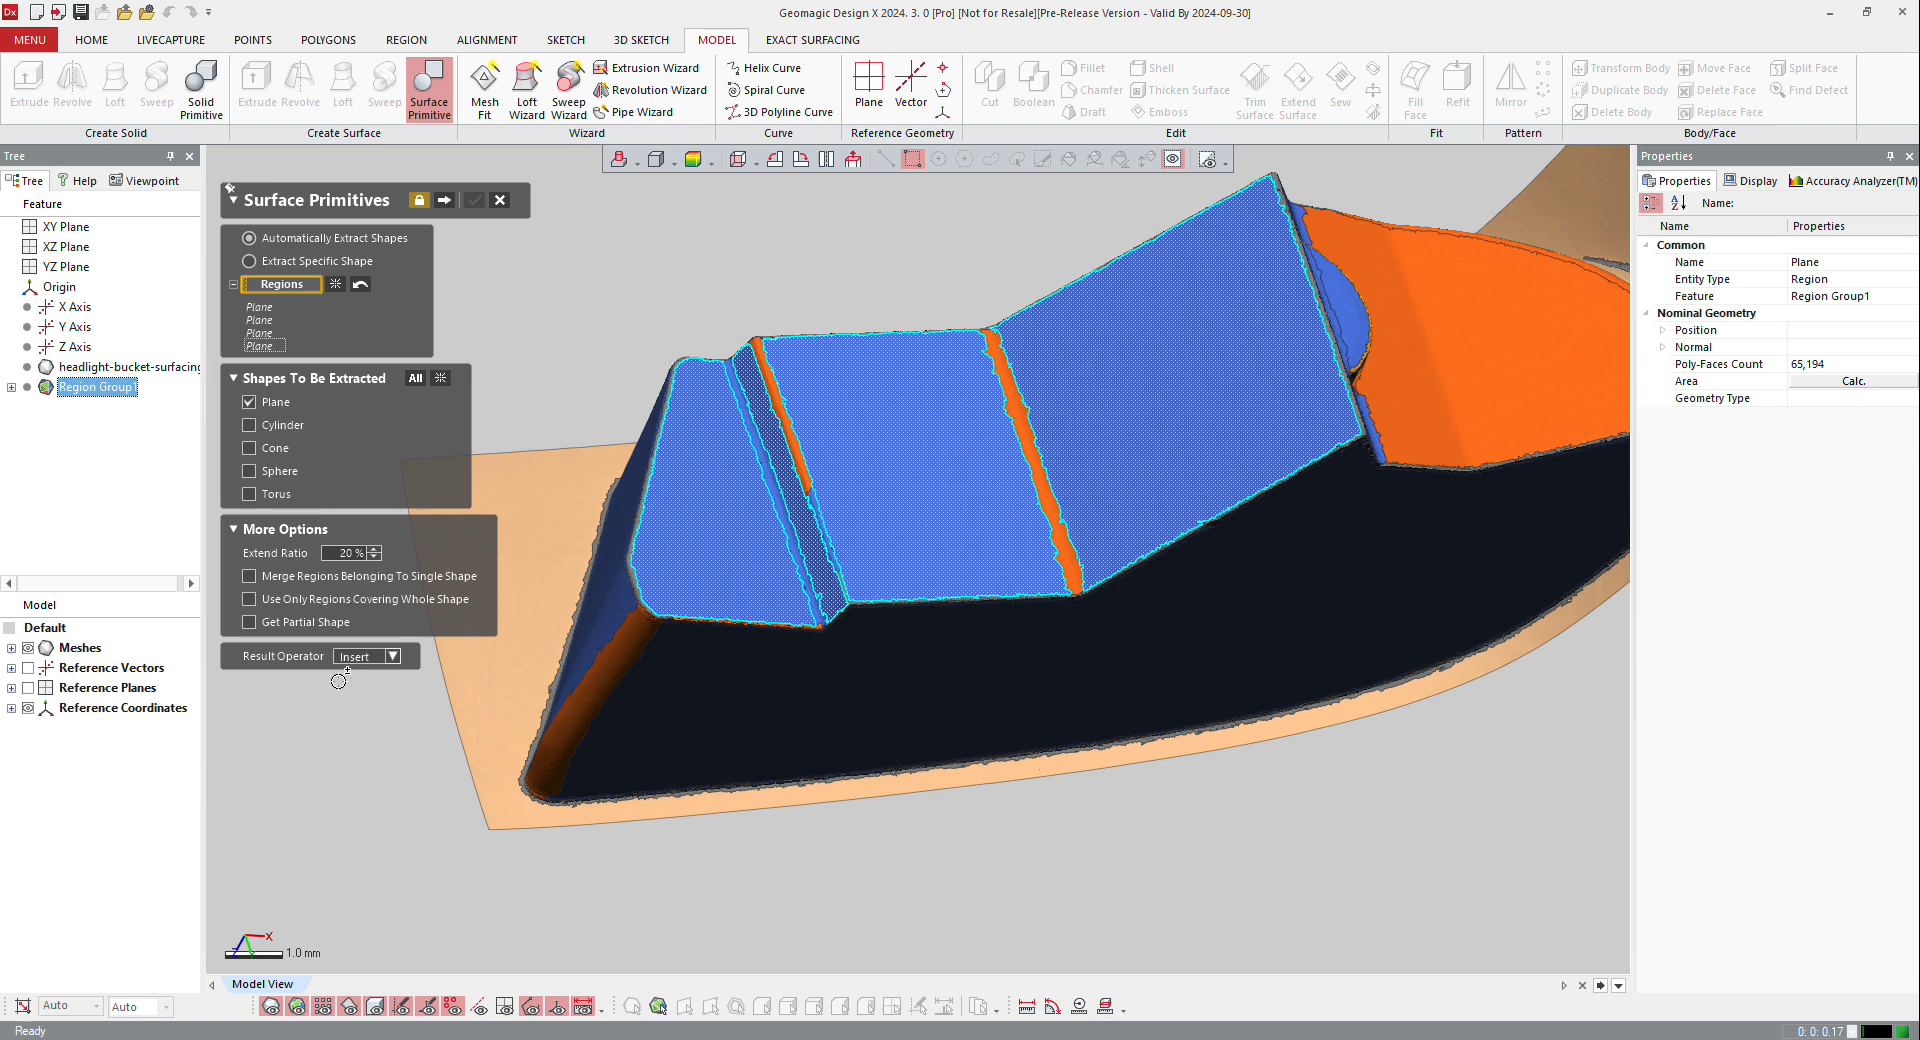 Dx
Geomagic Design X 2024. 3. 0 [Pro] [Not for Resale][Pre-Release Version - Valid By 2024-09-30]
MENU HOME LIVECAPTURE POINTS POLYGONS REGION ALIGNMENT SKETCH 3D SKETCH MODEL EXACT SURFACING
Extrude Revolve Loft Sweep Solid Primitive
Create Solid
Extrude Revolve Loft Sweep Surface Primitive
Create Surface
Mesh Fit Loft Wizard Sweep Wizard
Extrusion Wizard
Revolution Wizard
Pipe Wizard
Wizard
Helix Curve
Spiral Curve
3D Polyline Curve
Curve
Plane Vector
Reference Geometry
Cut Boolean
Fillet
Chamfer
Draft
Shell
Thicken Surface
Emboss
Trim Surface Extend Surface Sew
Edit
Fill Face Refit
Fit
Mirror
Pattern
Transform Body Move Face Split Face
Duplicate Body Delete Face Find Defect
Delete Body Replace Face
Body/Face
Tree
Tree Help Viewpoint
Feature
XY Plane
XZ Plane
YZ Plane
Origin
X Axis
Y Axis
Z Axis
headlight-bucket-surfacing
Region Group
Model
Default
Meshes
Reference Vectors
Reference Planes
Reference Coordinates
Surface Primitives
Automatically Extract Shapes
Extract Specific Shape
Regions
Plane
Plane
Plane
Plane
Shapes To Be Extracted All
Plane
Cylinder
Cone
Sphere
Torus
More Options
Extend Ratio 20 %
Merge Regions Belonging To Single Shape
Use Only Regions Covering Whole Shape
Get Partial Shape
Result Operator Insert
X
1.0 mm
Model View
Properties
Properties Display Accuracy Analyzer(TM)
Name:
Name Properties
Common
Name Plane
Entity Type Region
Feature Region Group1
Nominal Geometry
Position
Normal
Poly-Faces Count 65,194
Area Calc.
Geometry Type
Auto Auto
Ready
0: 0: 0.17